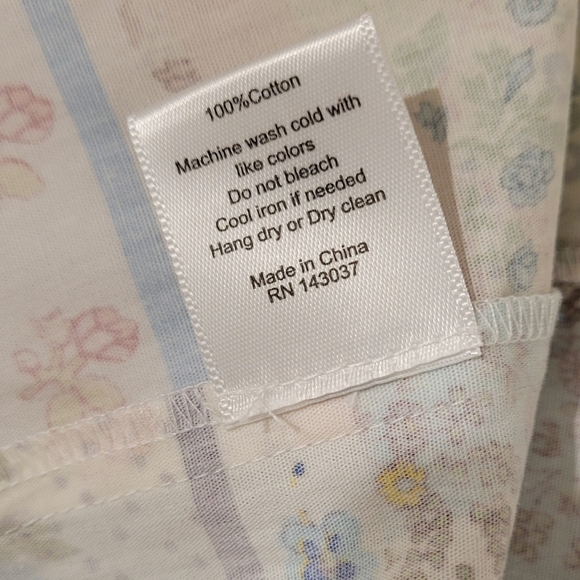 100%Cotton
Machine wash cold with
like colors
Do not bleach
Cool iron if needed
Hang dry or Dry clean
Made in China
RN 143037